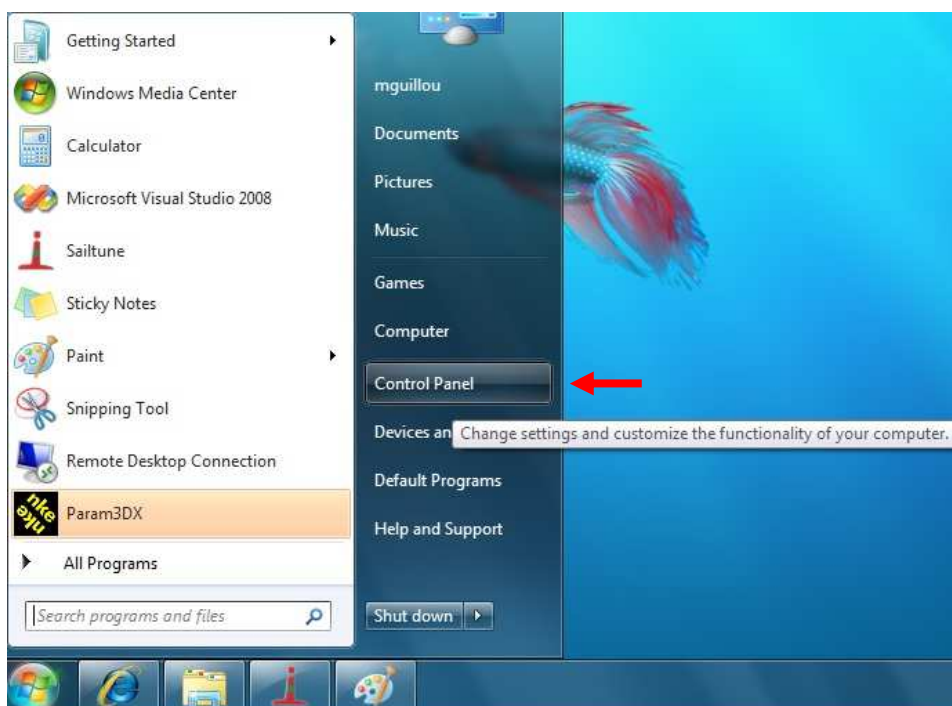 Getting Started
Windows Media Center
Calculator
Microsoft Visual Studio 2008
Sailtune
Sticky Notes
Paint
Snipping Tool
Remote Desktop Connection
nke
nke
Param3DX
All Programs
Search programs and files
mguillou
Documents
Pictures
Music
Games
Computer
Control Panel
Devices an
Change settings and customize the functionality of your computer.
Default Programs
Help and Support
Shut down